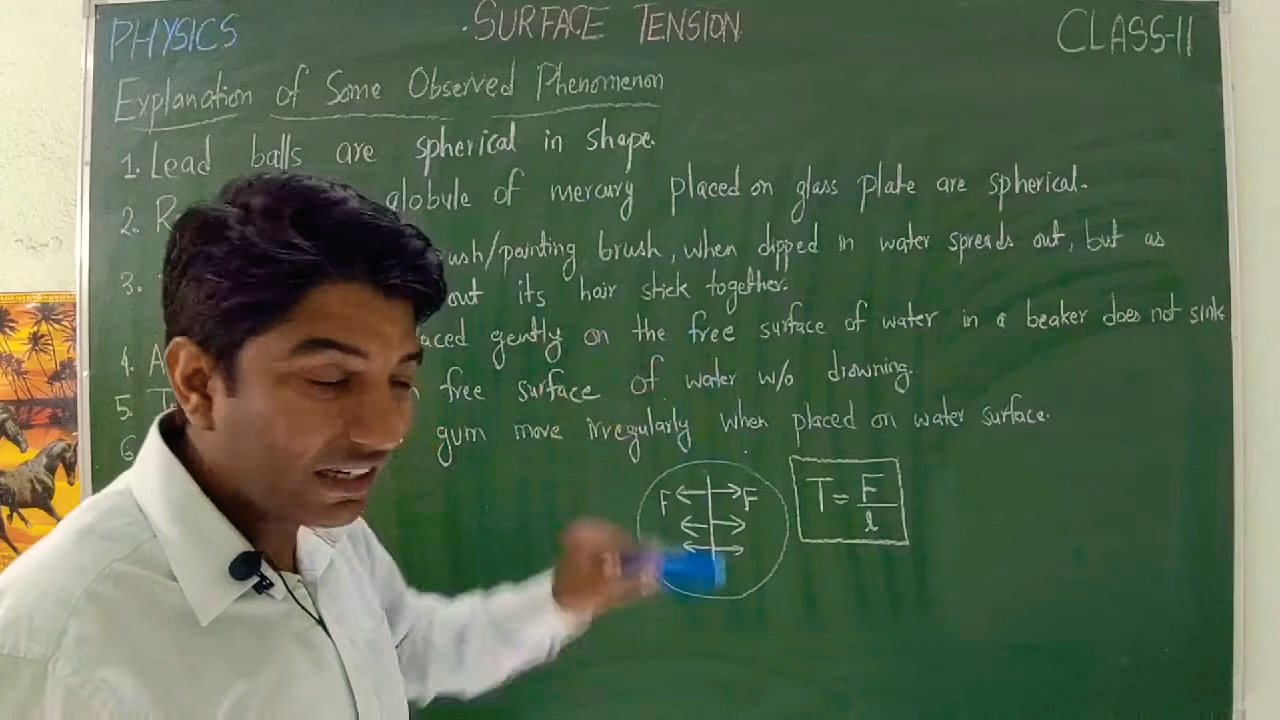 PHYSICS
SURFACE TENSION
CLASS-11
Explanation of Some Observed Phenomenon
1. Lead balls are spherical in shape.
2. R globule of mercury placed on glass plate are spherical.
3. ush/painting brush, when dipped in water spreads out, but as
out its hair stick together.
4. A aced gently on the free surface of water in a beaker does not sink
5. free surface of water w/o drowning.
6 gum move irregularly when placed on water surface.
F F
T = F/l